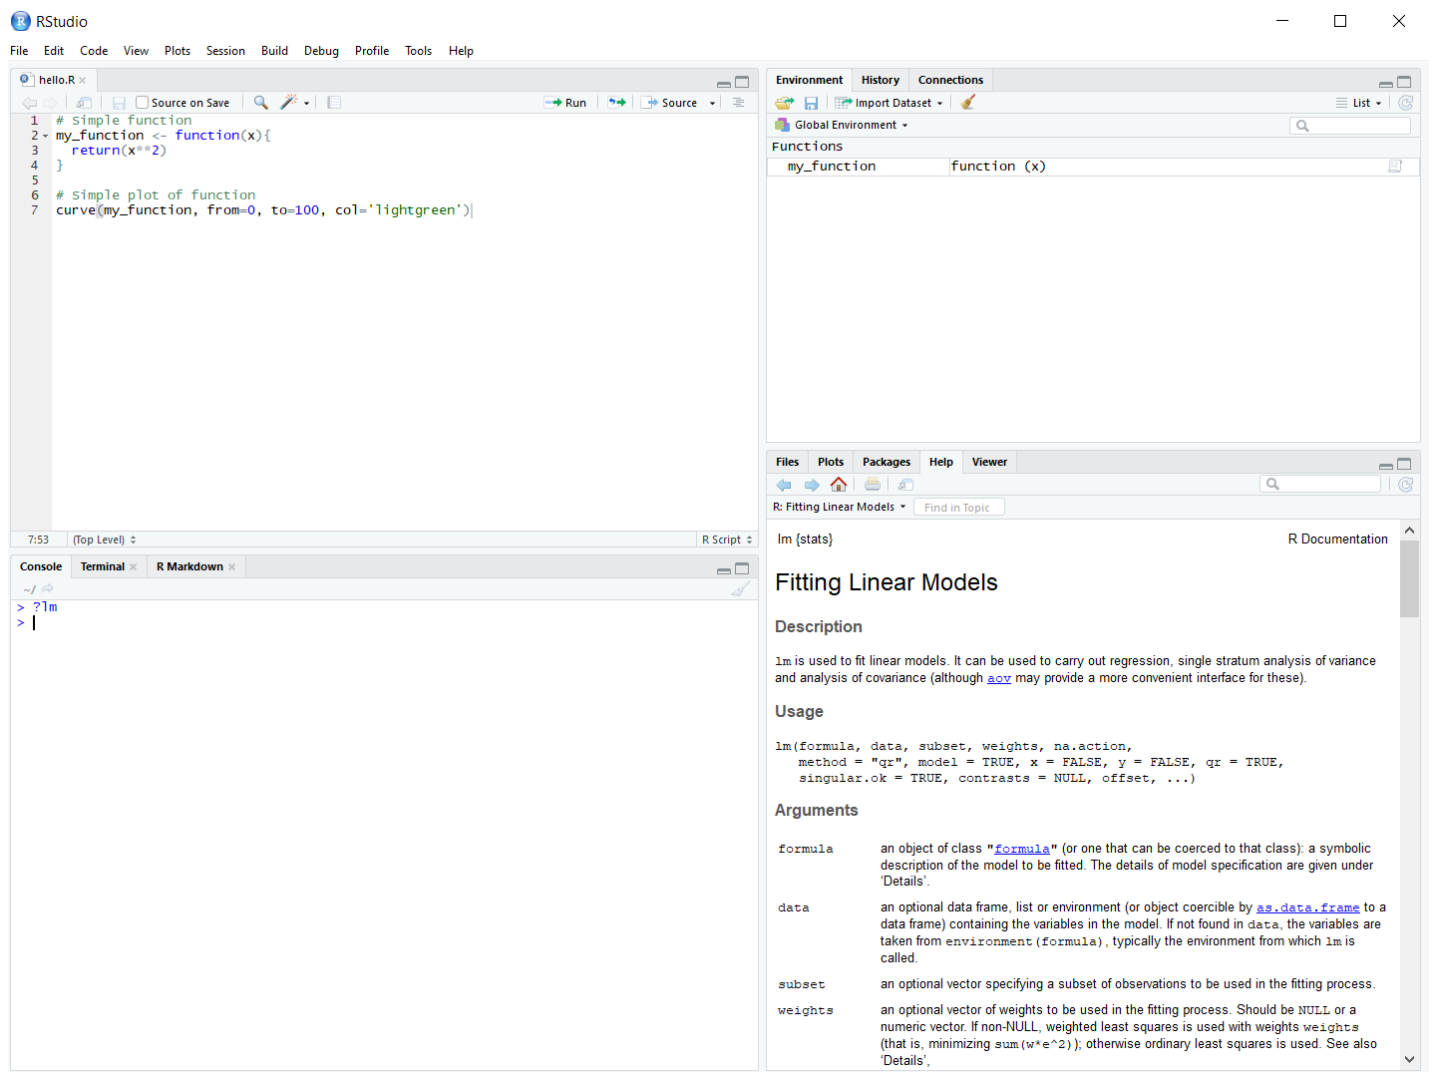 RStudio
File Edit Code View Plots Session Build Debug Profile Tools Help
hello.R
Source on Save Run Source
1 # Simple function
2 my_function <- function(x){
3 return(x**2)
4 }
5
6 # Simple plot of function
7 curve(my_function, from=0, to=100, col='lightgreen')
7:53 (Top Level) R Script
Console Terminal R Markdown
~/
> ?lm
>
Environment History Connections
Import Dataset List
Global Environment
Functions
my_function function (x)
Files Plots Packages Help Viewer
R: Fitting Linear Models Find in Topic
lm {stats} R Documentation
Fitting Linear Models
Description
lm is used to fit linear models. It can be used to carry out regression, single stratum analysis of variance
and analysis of covariance (although aov may provide a more convenient interface for these).
Usage
lm(formula, data, subset, weights, na.action,
method = "qr", model = TRUE, x = FALSE, y = FALSE, qr = TRUE,
singular.ok = TRUE, contrasts = NULL, offset, ...)
Arguments
formula an object of class "formula" (or one that can be coerced to that class): a symbolic
description of the model to be fitted. The details of model specification are given under
‘Details’.
data an optional data frame, list or environment (or object coercible by as.data.frame to a
data frame) containing the variables in the model. If not found in data, the variables are
taken from environment(formula), typically the environment from which lm is
called.
subset an optional vector specifying a subset of observations to be used in the fitting process.
weights an optional vector of weights to be used in the fitting process. Should be NULL or a
numeric vector. If non-NULL, weighted least squares is used with weights weights
(that is, minimizing sum(w*e^2)); otherwise ordinary least squares is used. See also
‘Details’,